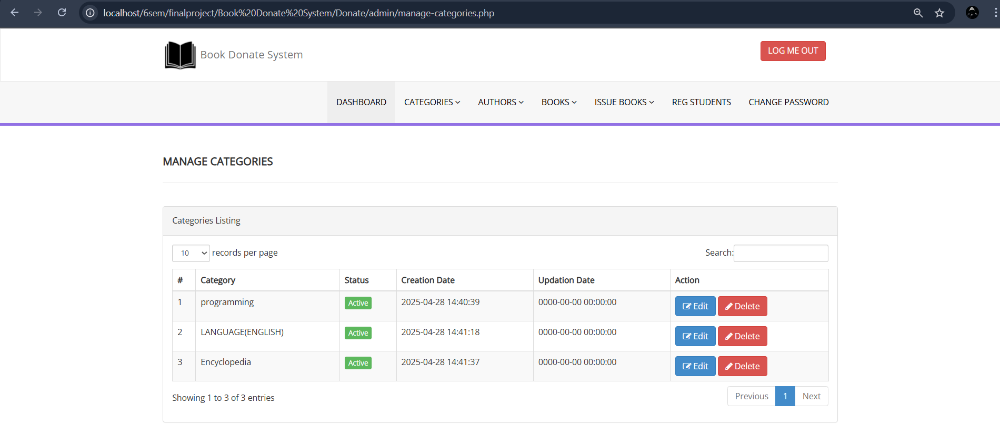 localhost/6sem/finalproject/Book%20Donate%20System/Donate/admin/manage-categories.php
Book Donate System
LOG ME OUT
DASHBOARD CATEGORIES AUTHORS BOOKS ISSUE BOOKS REG STUDENTS CHANGE PASSWORD
MANAGE CATEGORIES
Categories Listing
10 records per page Search:
# Category Status Creation Date Updation Date Action
1 programming Active 2025-04-28 14:40:39 0000-00-00 00:00:00 Edit Delete
2 LANGUAGE(ENGLISH) Active 2025-04-28 14:41:18 0000-00-00 00:00:00 Edit Delete
3 Encyclopedia Active 2025-04-28 14:41:37 0000-00-00 00:00:00 Edit Delete
Showing 1 to 3 of 3 entries Previous 1 Next